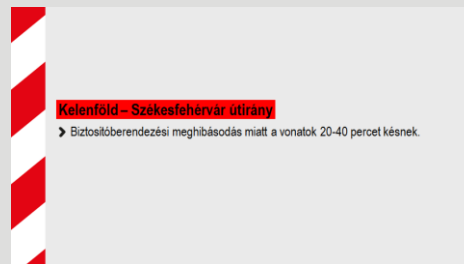 Kelenföld – Székesfehérvár útirány
Biztosítóberendezési meghibásodás miatt a vonatok 20-40 percet késnek.